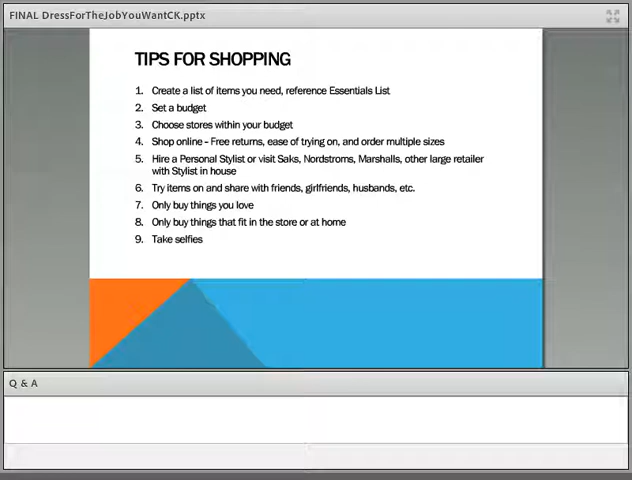 FINAL DressForTheJobYouWantCK.pptx
TIPS FOR SHOPPING
1. Create a list of items you need, reference Essentials List
2. Set a budget
3. Choose stores within your budget
4. Shop online - Free returns, ease of trying on, and order multiple sizes
5. Hire a Personal Stylist or visit Saks, Nordstroms, Marshalls, other large retailer
with Stylist in house
6. Try items on and share with friends, girlfriends, husbands, etc.
7. Only buy things you love
8. Only buy things that fit in the store or at home
9. Take selfies
Q & A